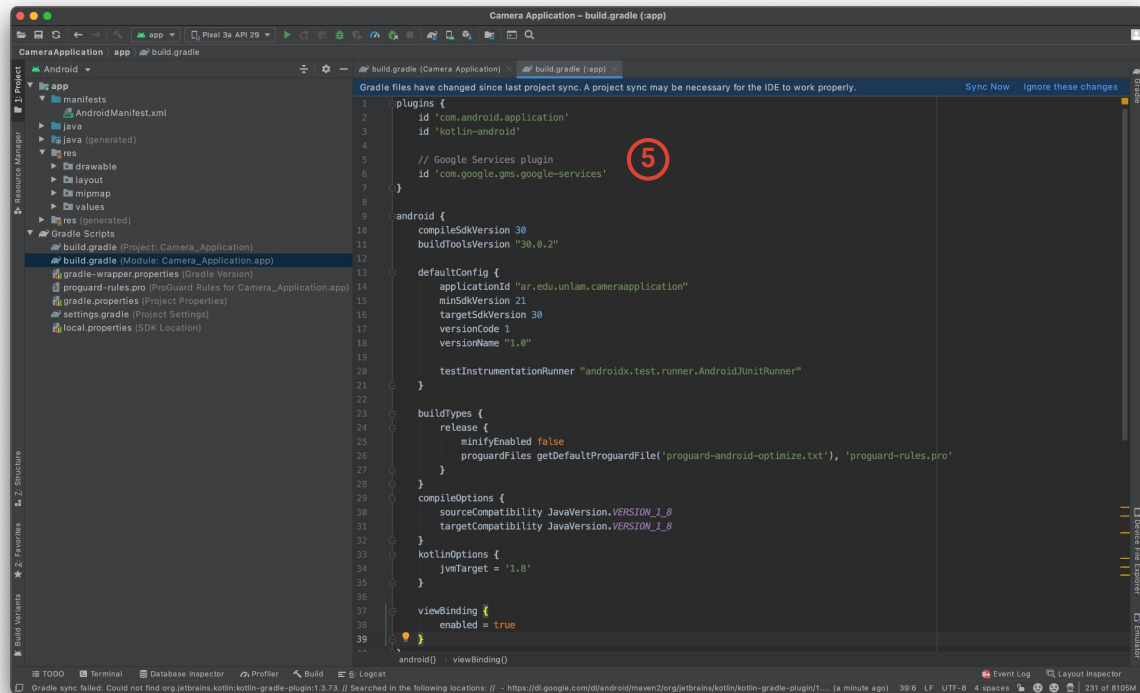 Camera Application – build.gradle (:app)
app
Pixel 3a API 29
CameraApplication
app
build.gradle
1: Project
Resource Manager
Z: Structure
2: Favorites
Build Variants
Android
app
manifests
AndroidManifest.xml
java
java (generated)
res
drawable
layout
mipmap
values
res (generated)
Gradle Scripts
build.gradle (Project: Camera_Application)
build.gradle (Module: Camera_Application.app)
gradle-wrapper.properties (Gradle Version)
proguard-rules.pro (ProGuard Rules for Camera_Application.app)
gradle.properties (Project Properties)
settings.gradle (Project Settings)
local.properties (SDK Location)
build.gradle (Camera Application)
build.gradle (:app)
Gradle files have changed since last project sync. A project sync may be necessary for the IDE to work properly. Sync Now Ignore these changes
1 plugins {
2 id 'com.android.application'
3 id 'kotlin-android'
4
5 // Google Services plugin
6 id 'com.google.gms.google-services'
7 }
5
8
9 android {
10 compileSdkVersion 30
11 buildToolsVersion "30.0.2"
12
13 defaultConfig {
14 applicationId "ar.edu.unlam.cameraapplication"
15 minSdkVersion 21
16 targetSdkVersion 30
17 versionCode 1
18 versionName "1.0"
19
20 testInstrumentationRunner "androidx.test.runner.AndroidJUnitRunner"
21 }
22
23 buildTypes {
24 release {
25 minifyEnabled false
26 proguardFiles getDefaultProguardFile('proguard-android-optimize.txt'), 'proguard-rules.pro'
27 }
28 }
29 compileOptions {
30 sourceCompatibility JavaVersion.VERSION_1_8
31 targetCompatibility JavaVersion.VERSION_1_8
32 }
33 kotlinOptions {
34 jvmTarget = '1.8'
35 }
36
37 viewBinding {
38 enabled = true
39 }
android{} › viewBinding{}
Gradle
Device File Explorer
Emulator
TODO Terminal Database Inspector Profiler Build 6: Logcat Event Log Layout Inspector
Gradle sync failed: Could not find org.jetbrains.kotlin:kotlin-gradle-plugin:1.3.73. // Searched in the following locations: // - https://dl.google.com/dl/android/maven2/org/jetbrains/kotlin/kotlin-gradle-plugin/1.... (a minute ago) 39:6 LF UTF-8 4 spaces 231 of 8106M